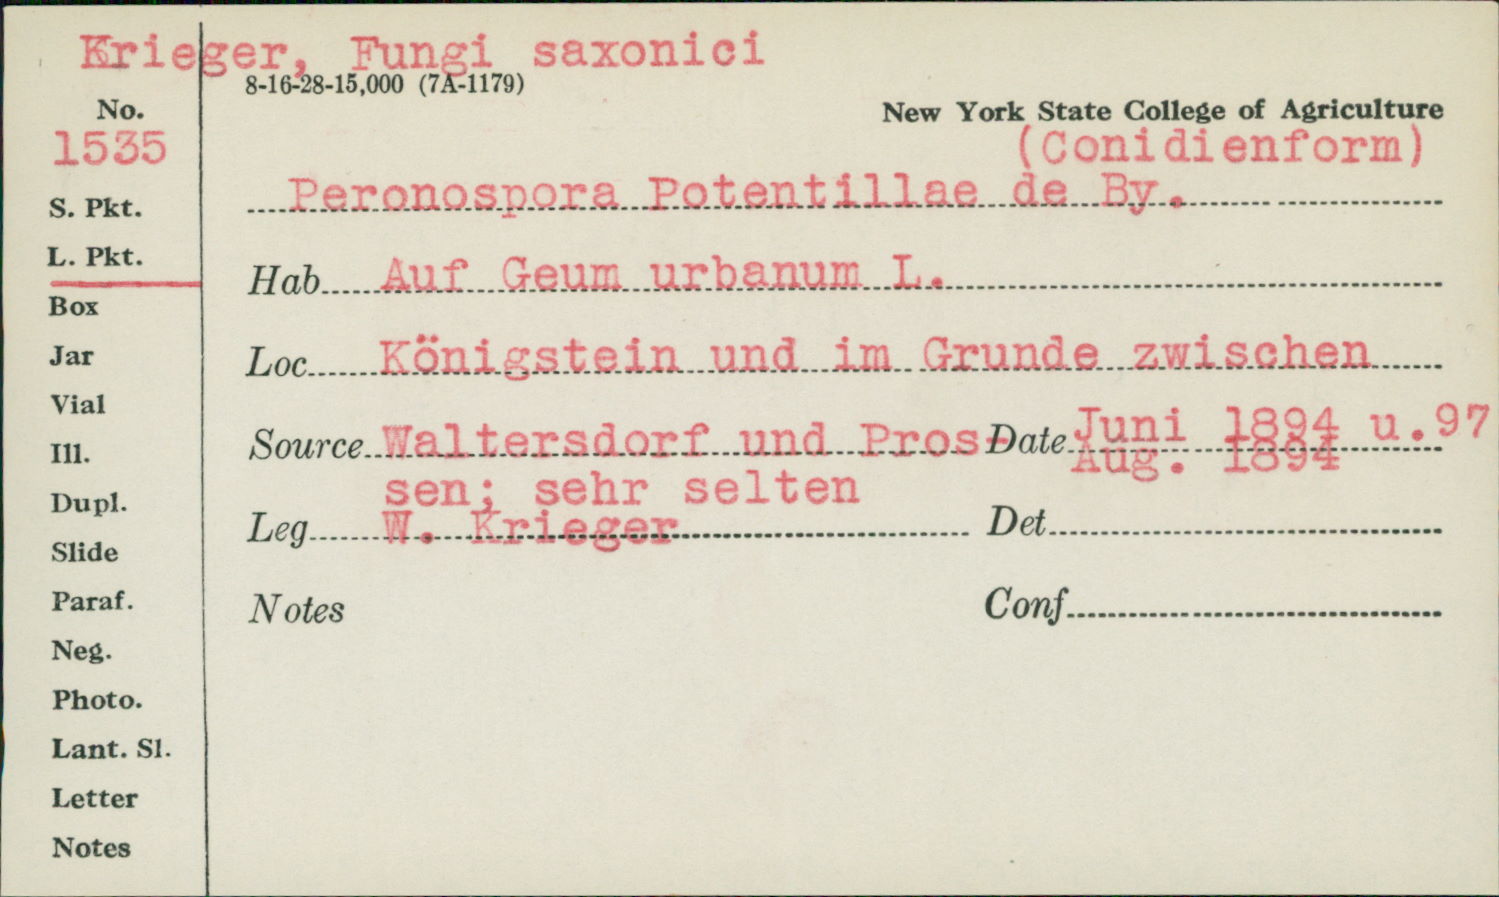 Krieger, Fungi saxonici
8-16-28-15,000 (7A-1179)
No.
1535
New York State College of Agriculture
(Conidienform)
Peronospora Potentillae de By.
S. Pkt.
L. Pkt.
Box
Jar
Vial
Ill.
Dupl.
Slide
Paraf.
Neg.
Photo.
Lant. Sl.
Letter
Notes
Hab. Auf Geum urbanum L.
Loc. Königstein und im Grunde zwischen
Source Waltersdorf und Pros-
sen; sehr selten
Date Juni 1894 u.97
Aug. 1894
Leg. W. Krieger
Det.
Notes
Conf.